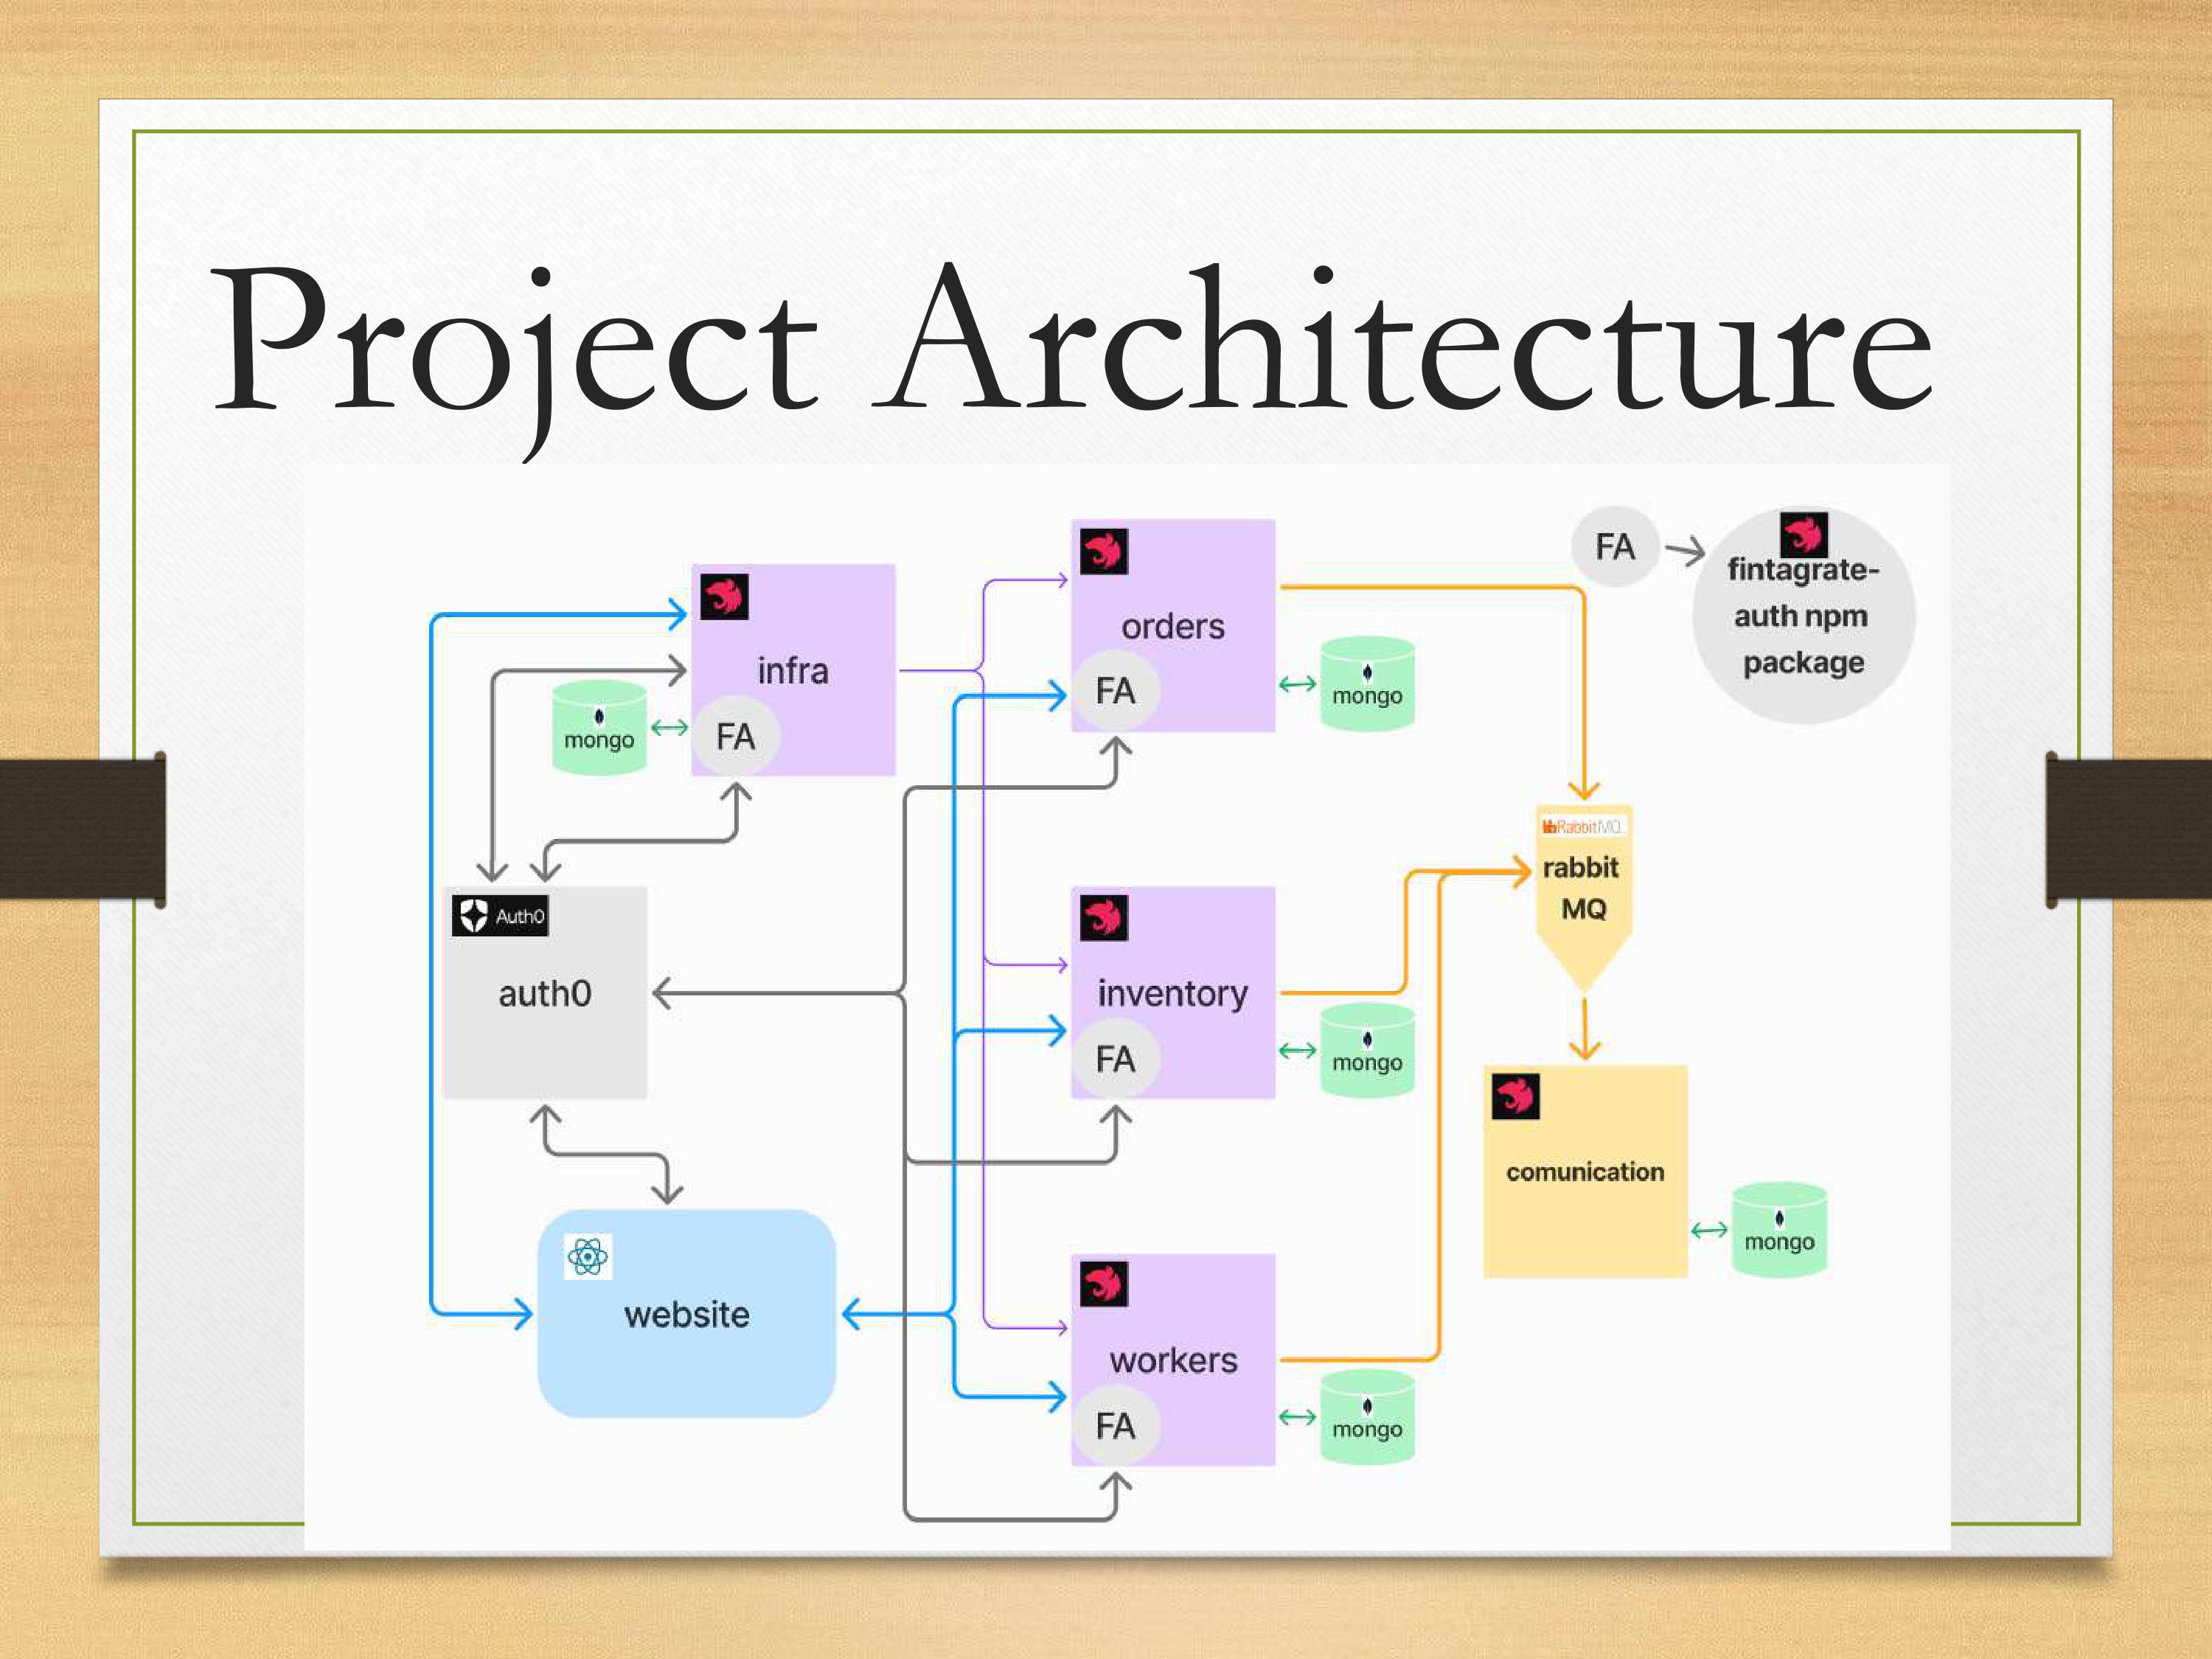 Project Architecture
FA
fintagrate-
auth npm
package
orders
FA
mongo
infra
FA
mongo
RabbitMQ
rabbit
MQ
Auth0
auth0
inventory
FA
mongo
comunication
mongo
website
workers
FA
mongo